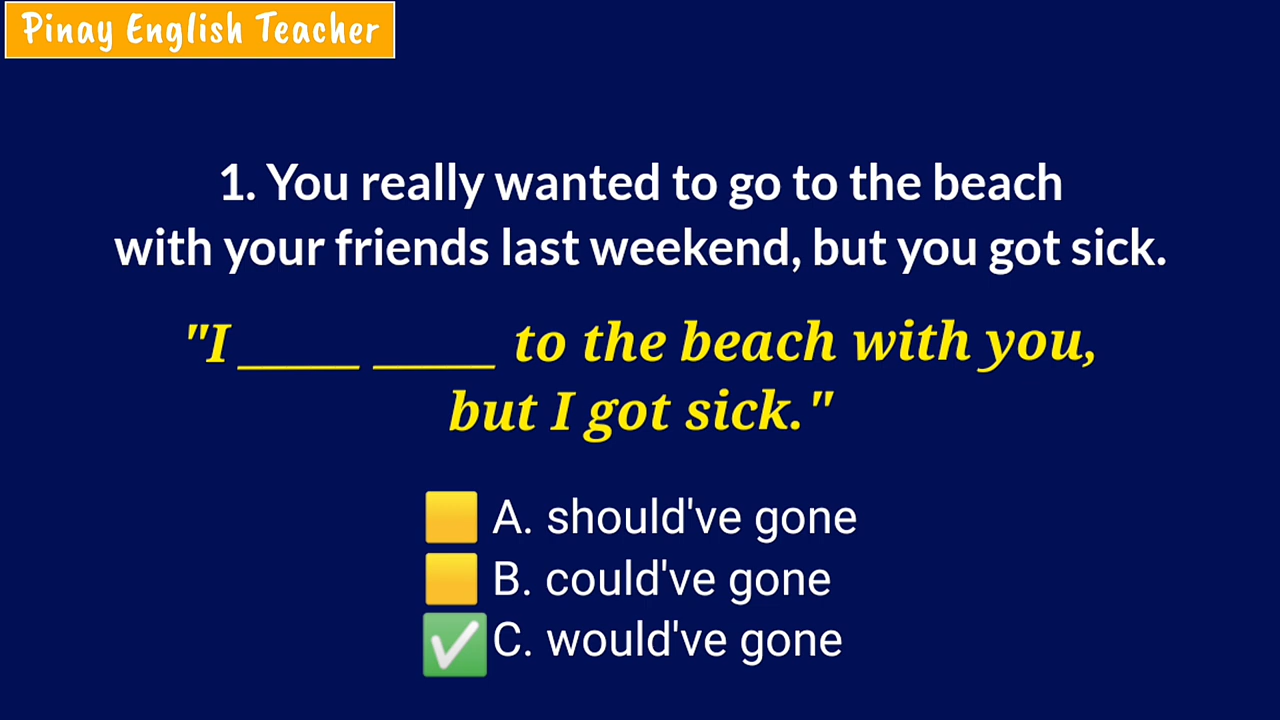 Pinay English Teacher
1. You really wanted to go to the beach
with your friends last weekend, but you got sick.
"I _____ _____ to the beach with you,
but I got sick."
A. should've gone
B. could've gone
C. would've gone